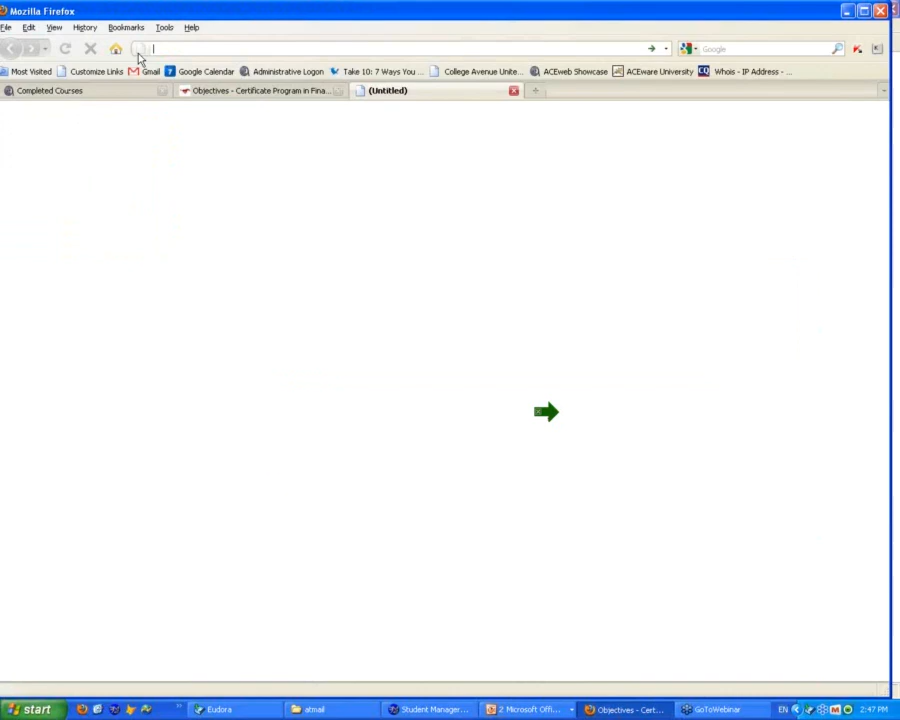 Mozilla Firefox
File Edit View History Bookmarks Tools Help
Google
Most Visited Customize Links Gmail 7 Google Calendar Administrative Logon Take 10: 7 Ways You ... College Avenue Unite... ACEweb Showcase ACEware University CQ Whois - IP Address - ...
Completed Courses Objectives - Certificate Program in Fina... (Untitled)
start Eudora atmail Student Manager... 2 Microsoft Offi... Objectives - Cert... GoToWebinar EN 2:47 PM